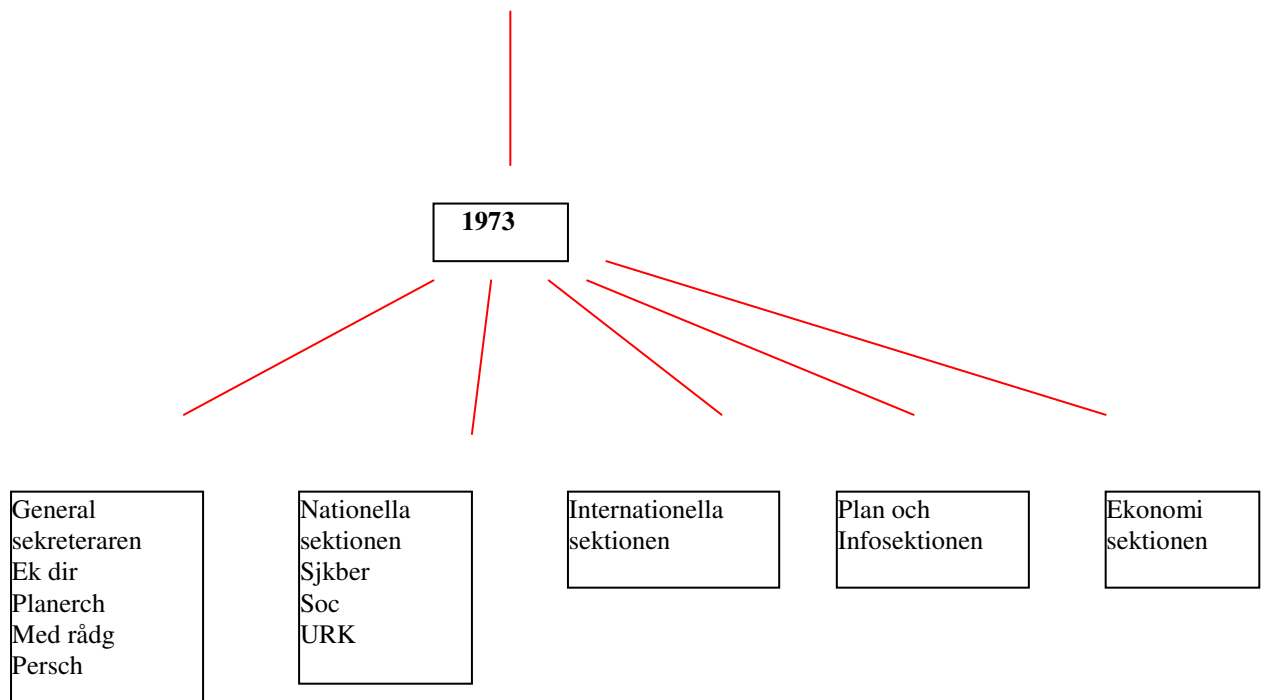 1973
General
sekreteraren
Ek dir
Planerch
Med rådg
Persch
Nationella
sektionen
Sjkber
Soc
URK
Internationella
sektionen
Plan och
Infosektionen
Ekonomi
sektionen